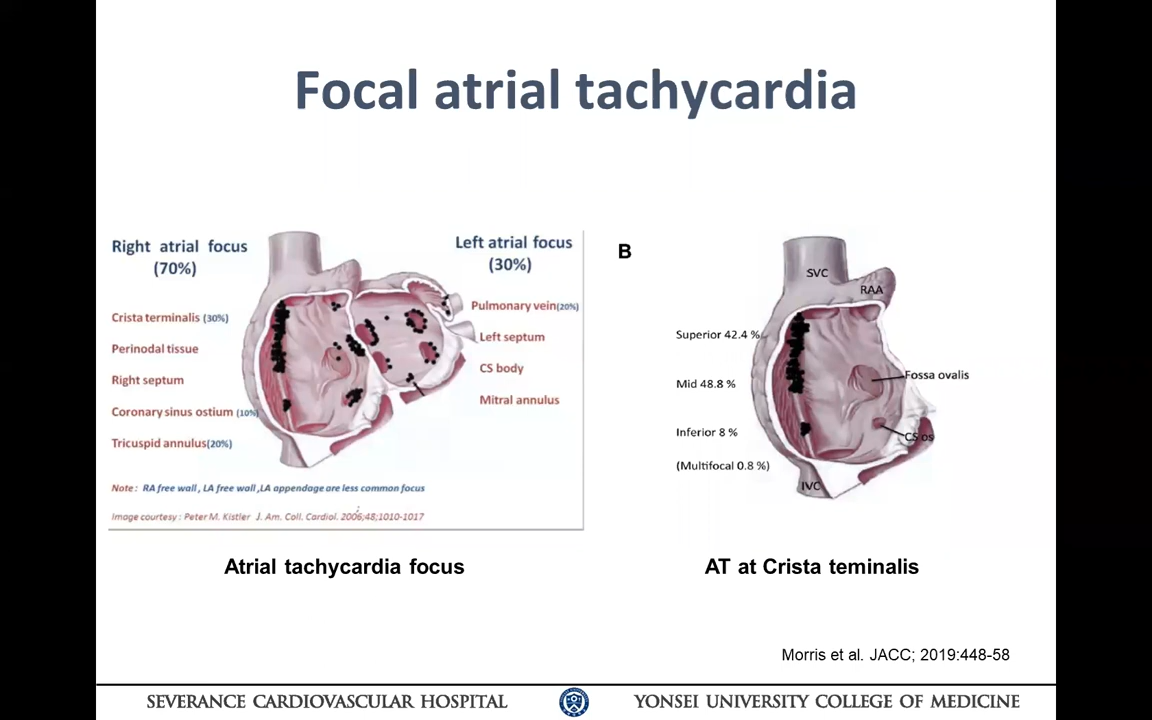 Focal atrial tachycardia
Right atrial focus
(70%)
Crista terminalis (30%)
Perinodal tissue
Right septum
Coronary sinus ostium (10%)
Tricuspid annulus(20%)
Left atrial focus
(30%)
Pulmonary vein(20%)
Left septum
CS body
Mitral annulus
Note : RA free wall , LA free wall ,LA appendage are less common focus
Image courtesy : Peter M. Kistler J. Am. Coll. Cardiol. 2006;48;1010-1017
Atrial tachycardia focus
B
SVC
RAA
Superior 42.4 %
Mid 48.8 %
Inferior 8 %
(Multifocal 0.8 %)
Fossa ovalis
CS os
IVC
AT at Crista teminalis
Morris et al. JACC; 2019:448-58
SEVERANCE CARDIOVASCULAR HOSPITAL
YONSEI UNIVERSITY COLLEGE OF MEDICINE